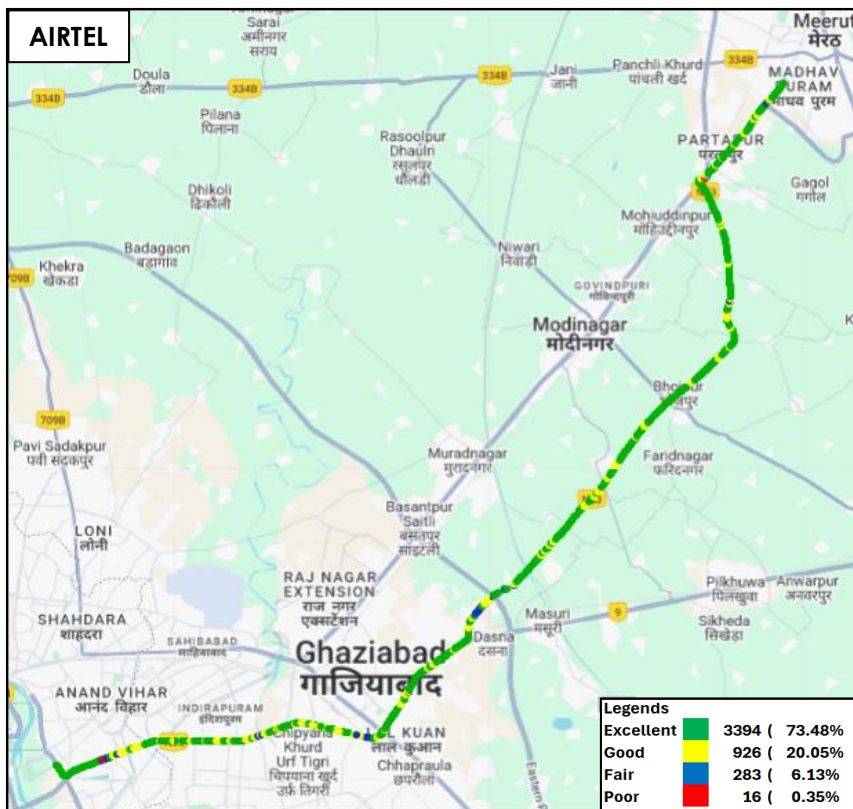 AIRTEL
Sarai
अमीनगर
सराय
Meerut
मेरठ
Doula
डौला
334B
334B
334B
334B
Jani
जानी
Panchli Khurd
पांचली खुर्द
MADHAV
PURAM
माधव पुरम
Pilana
पिलाना
Rasoolpur
Dhaulri
रसूलपुर
धौलड़ी
PARTAPUR
परतापुर
Gagol
गगोल
Dhikoli
ढिकौली
Mohiuddinpur
मोहिउद्दीनपुर
Badagaon
बड़ागांव
Niwari
निवाड़ी
Khekra
खेकड़ा
709B
GOVINDPURI
गोविन्दपुरी
Modinagar
मोदीनगर
Bhojpur
709B
Pavi Sadakpur
पवी सदकपुर
Muradnagar
मुरादनगर
Faridnagar
फरिदनगर
Basantpur
Saitli
बसंतपुर
साइटली
LONI
लोनी
RAJ NAGAR
EXTENSION
राज नगर
एक्सटेंशन
Pilkhuwa
पिलखुवा
Anwarpur
अनवरपुर
Masuri
मसूरी
9
Sikheda
सिखेड़ा
SHAHDARA
शाहदरा
SAHIBABAD
साहिबाबाद
Dasna
दसना
Ghaziabad
गाजियाबाद
ANAND VIHAR
आनंद विहार
INDIRAPURAM
इंदिरापुरम
Chipyana
Khurd
Urf Tigri
चिपयाना खुर्द
उर्फ़ तिगरी
LAL KUAN
लाल कुआन
Chhapraula
छपरौला
Eastern
Legends
Excellent 3394 ( 73.48%
Good 926 ( 20.05%
Fair 283 ( 6.13%
Poor 16 ( 0.35%